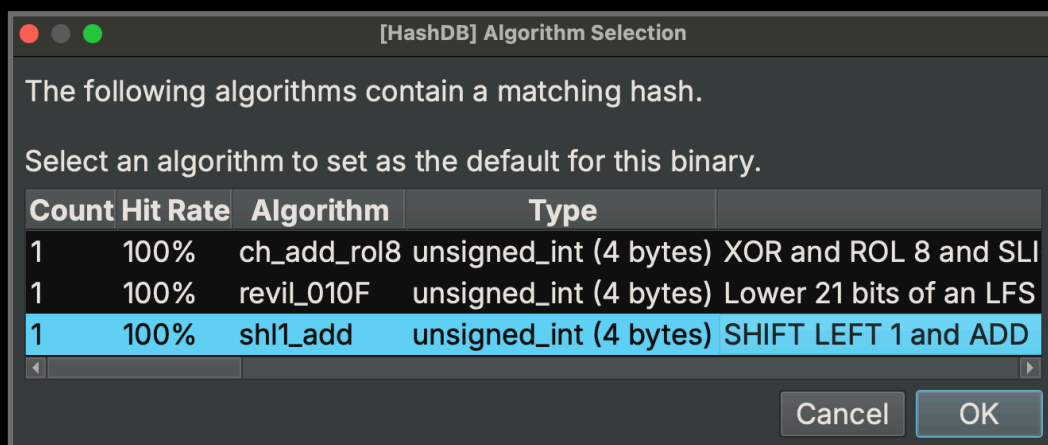 [HashDB] Algorithm Selection
The following algorithms contain a matching hash.
Select an algorithm to set as the default for this binary.
Count Hit Rate Algorithm Type
1 100% ch_add_rol8 unsigned_int (4 bytes) XOR and ROL 8 and SLI
1 100% revil_010F unsigned_int (4 bytes) Lower 21 bits of an LFS
1 100% shl1_add unsigned_int (4 bytes) SHIFT LEFT 1 and ADD
Cancel OK